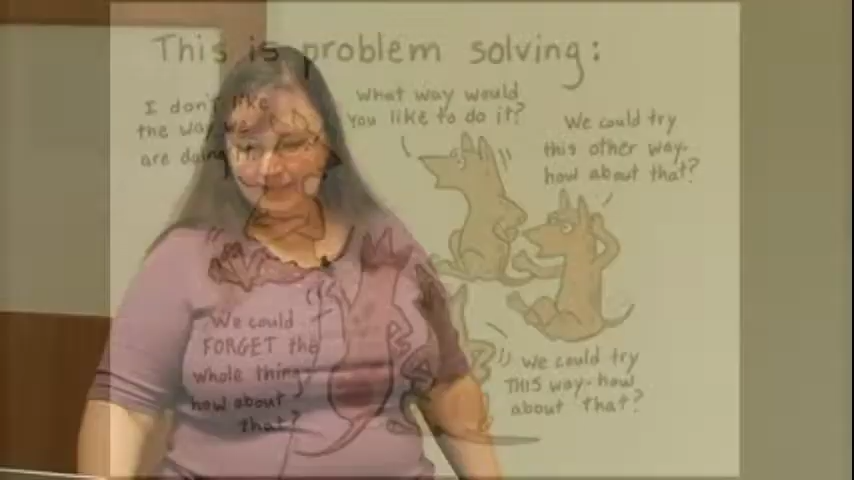 This is problem solving:
I don't like
the way we
are doing it.
What way would
you like to do it?
We could try
this other way-
how about that?
We could
FORGET the
whole thing-
how about
that?
We could try
THIS way-how
about that?